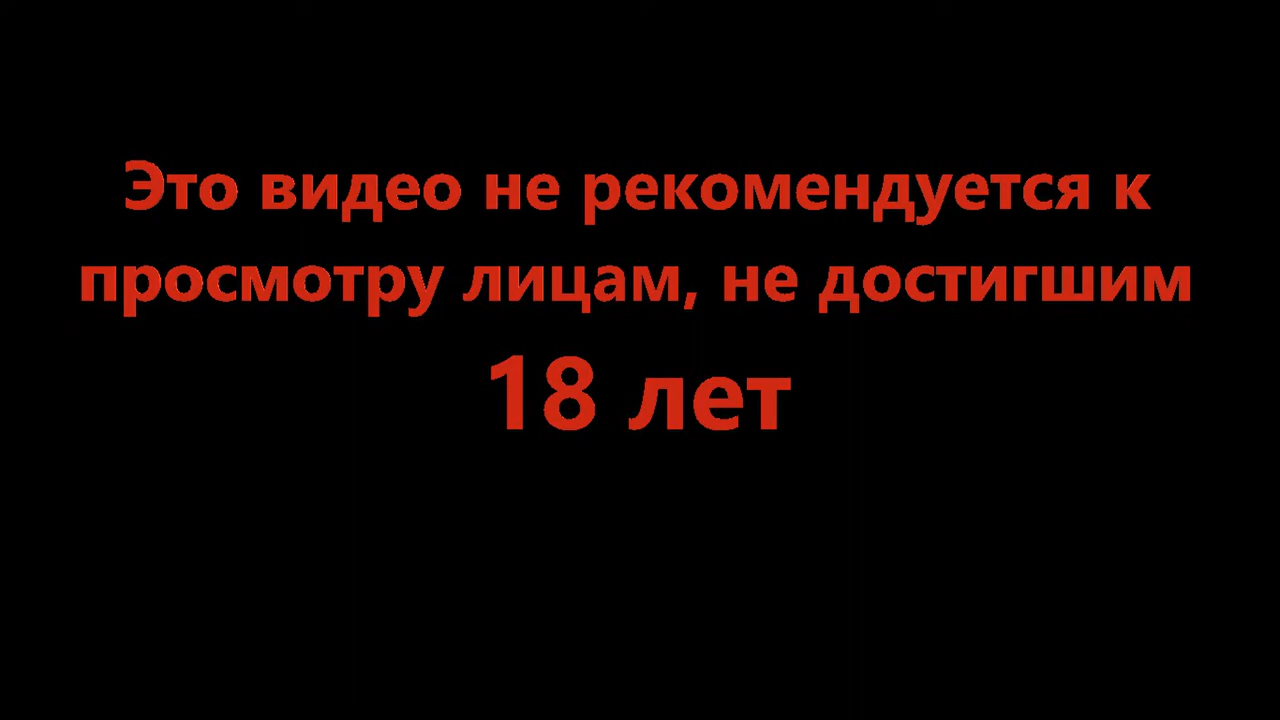 Это видео не рекомендуется к
просмотру лицам, не достигшим
18 лет